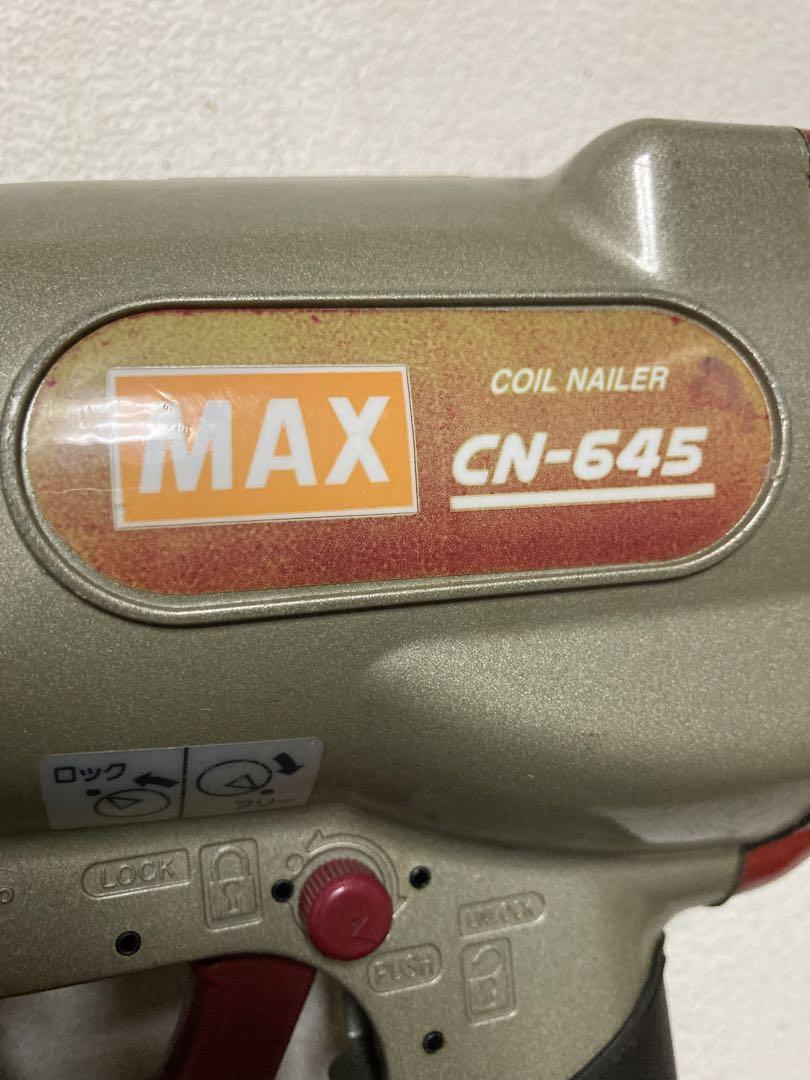 MAX
COIL NAILER
CN-645
ロック
フリー
LOCK
UNLOCK
PUSH